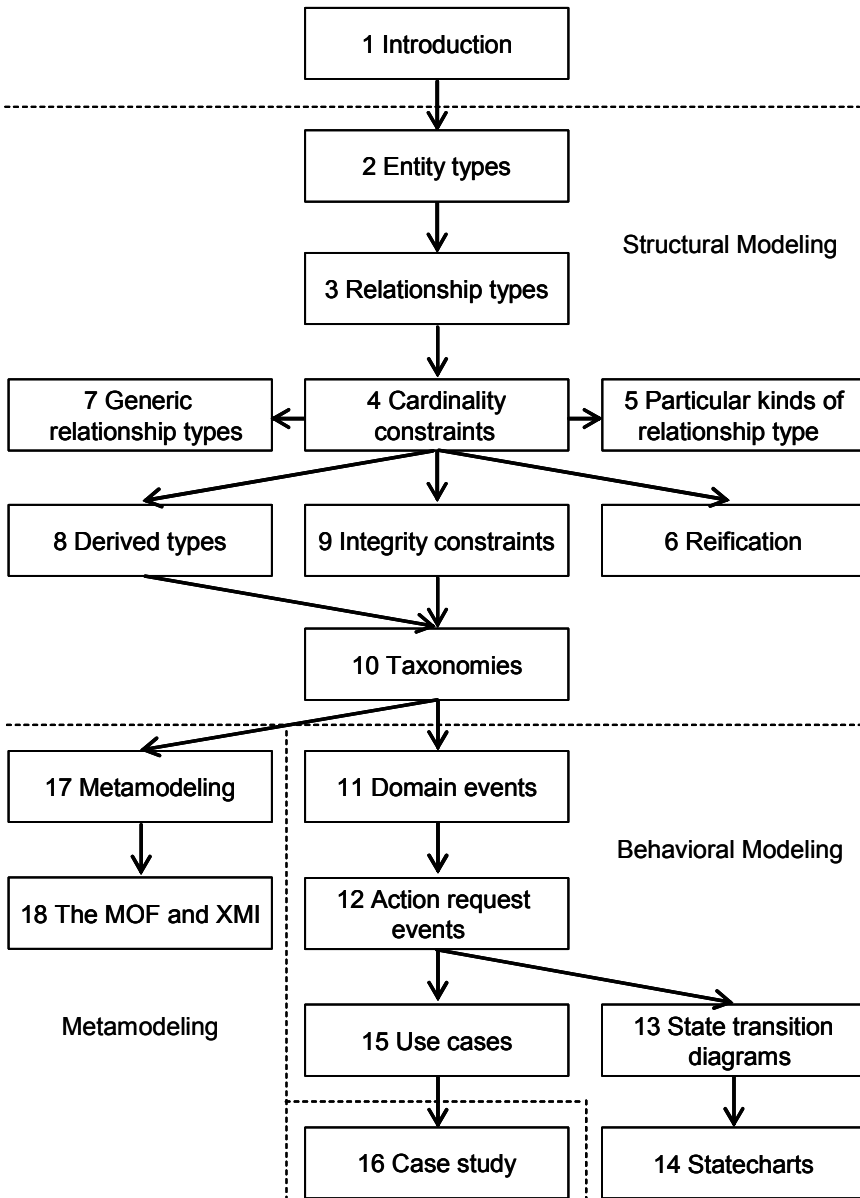 1 Introduction
2 Entity types
Structural Modeling
3 Relationship types
7 Generic
relationship types
4 Cardinality
constraints
5 Particular kinds of
relationship type
8 Derived types
9 Integrity constraints
6 Reification
10 Taxonomies
17 Metamodeling
11 Domain events
Behavioral Modeling
18 The MOF and XMI
12 Action request
events
Metamodeling
15 Use cases
13 State transition
diagrams
16 Case study
14 Statecharts